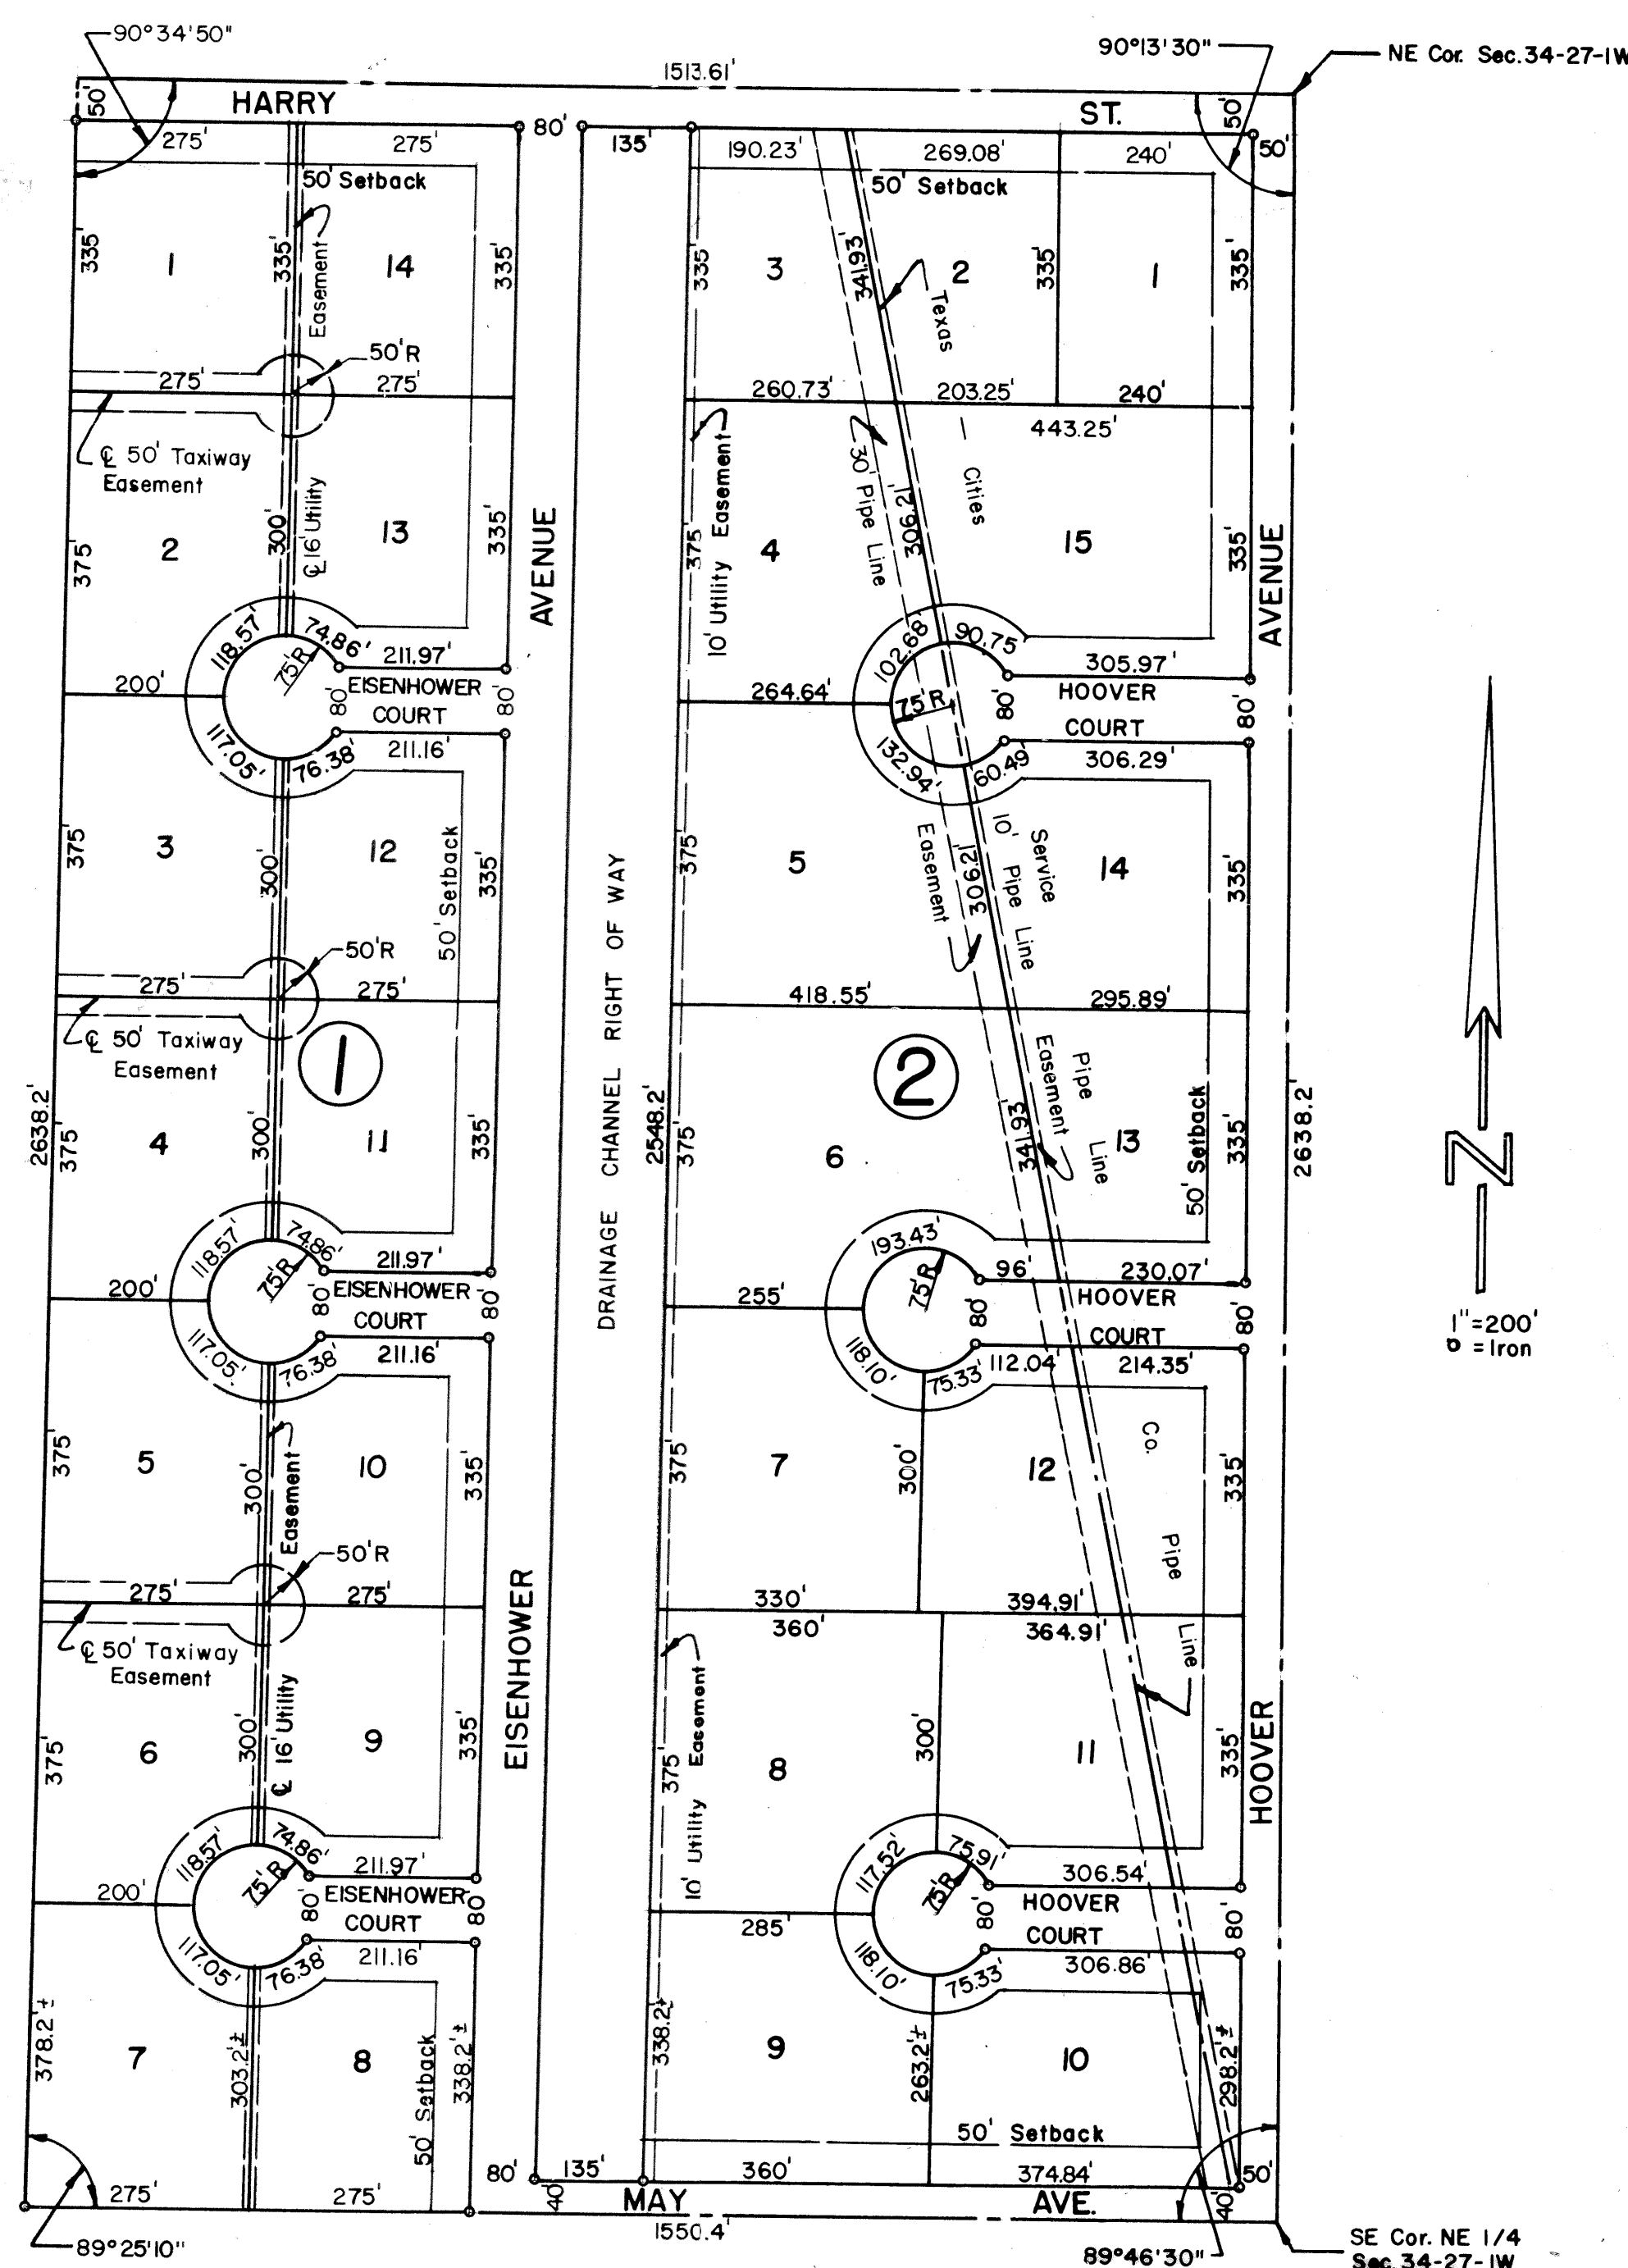 90°34'50"
90°13'30"
NE Cor. Sec.34-27-1W
1513.61'
50'
HARRY
ST.
50'
275'
275'
80'
135'
190.23'
269.08'
240'
50'
50' Setback
50' Setback
335'
1
335'
Easement
14
335'
335'
3
341.93'
2
335'
1
335'
Texas
50'R
275'
275'
260.73'
203.25'
240'
443.25'
℄ 50' Taxiway
Easement
10' Utility Easement
30' Pipe Line
— Cities
375'
2
300'
℄ 16' Utility
13
335'
AVENUE
375'
4
306.21'
15
335'
AVENUE
118.57'
74.86'
75'R
211.97'
200'
80'
EISENHOWER
COURT
80'
117.05'
76.38'
211.16'
102.68'
90.75'
305.97'
264.64'
75'R
80'
HOOVER
COURT
80'
132.94'
60.49'
306.29'
375'
3
300'
12
50' Setback
335'
DRAINAGE CHANNEL RIGHT OF WAY
375'
5
Easement
306.21'
10' Pipe Line
Service
14
335'
50'R
275'
275'
418.55'
295.89'
℄ 50' Taxiway
Easement
1
2
Easement
Pipe
Line
2638.2'
375'
4
300'
11
335'
2548.2'
375'
6
341.93'
13
50' Setback
335'
2638.2'
N
1"=200'
o =Iron
118.57'
74.86'
75'R
211.97'
200'
80'
EISENHOWER
COURT
80'
117.05'
76.38'
211.16'
193.43'
75'R
96'
230.07'
255'
80'
HOOVER
COURT
80'
118.10'
75.33'
112.04'
214.35'
375'
5
300'
Easement
10
335'
375'
7
300'
12
Co.
335'
Pipe
50'R
275'
275'
330'
394.91'
360'
364.91'
Line
℄ 50' Taxiway
Easement
EISENHOWER
375'
6
300'
℄ 16' Utility
9
335'
375'
10' Utility Easement
8
300'
11
335'
HOOVER
118.57'
74.86'
75'R
211.97'
200'
80'
EISENHOWER
COURT
80'
117.05'
76.38'
211.16'
117.52'
75.91'
75'R
306.54'
285'
80'
HOOVER
COURT
80'
118.10'
75.33'
306.86'
378.2'±
7
303.2'±
8
50' Setback
338.2'±
338.2'±
9
263.2'±
10
298.2'±
50' Setback
275'
275'
80'
135'
40'
360'
374.84'
50'
40'
MAY
AVE.
1550.4'
89°25'10"
89°46'30"
SE Cor. NE 1/4
Sec. 34-27-1W